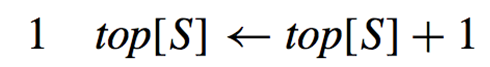 1 top[S] ← top[S] + 1